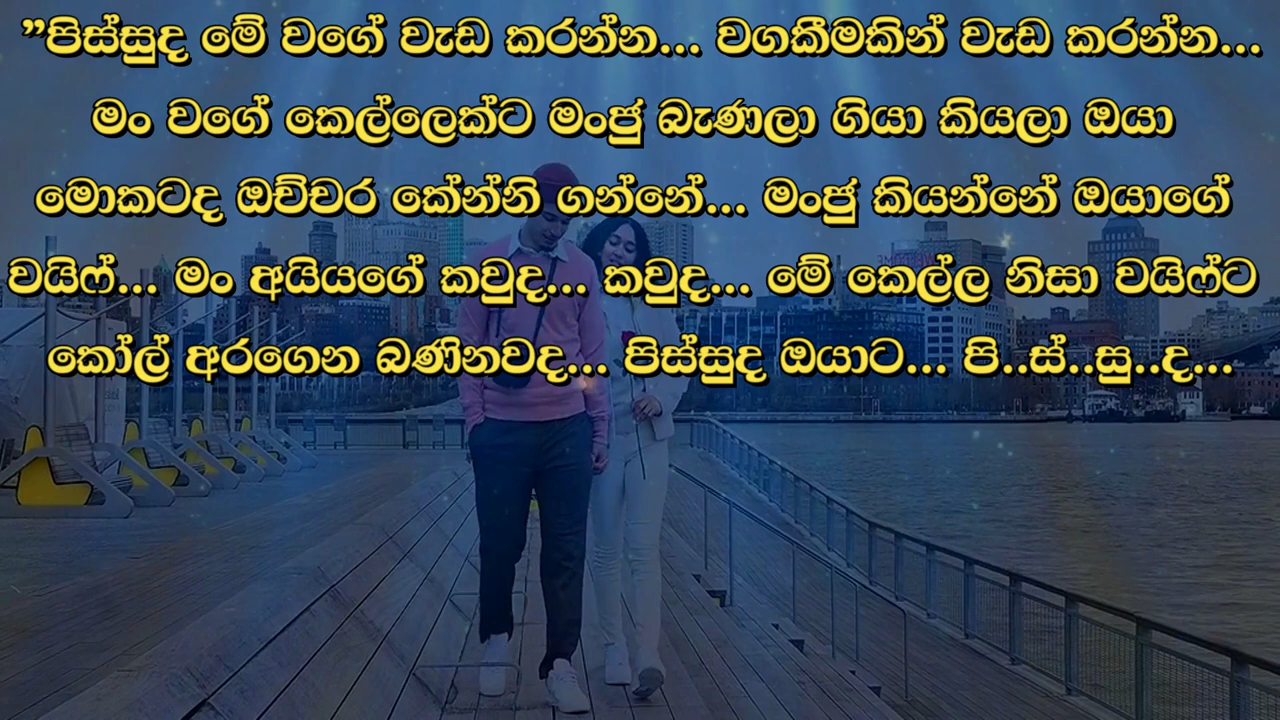 ”පිස්සුද මේ වගේ වැඩ කරන්න... වගකීමකින් වැඩ කරන්න...
මං වගේ කෙල්ලෙක්ට මංජු බැණලා ගියා කියලා ඔයා
මොකටද ඔච්චර කේන්ති ගන්නේ... මංජු කියන්නේ ඔයාගේ
වයිෆ්... මං අයියගේ කවුද... කවුද... මේ කෙල්ල නිසා වයිෆ්ට
කෝල් අරගෙන බණිනවද... පිස්සුද ඔයාට... පි..ස්..සු..ද...